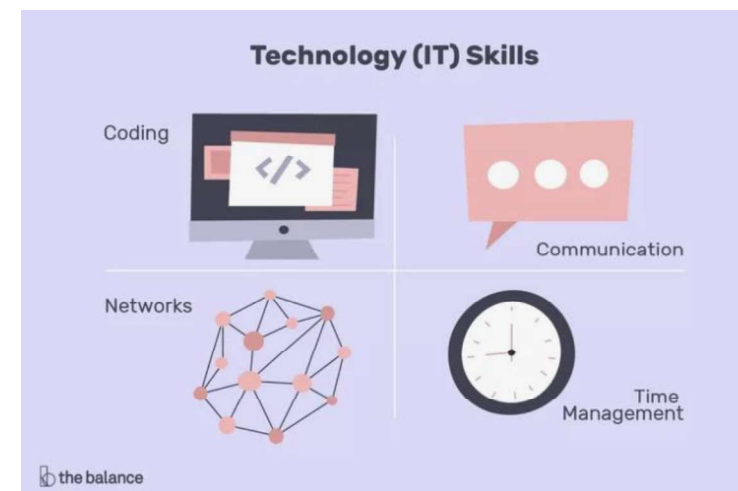 Technology (IT) Skills
Coding
</>
Communication
Networks
Time
Management
the balance